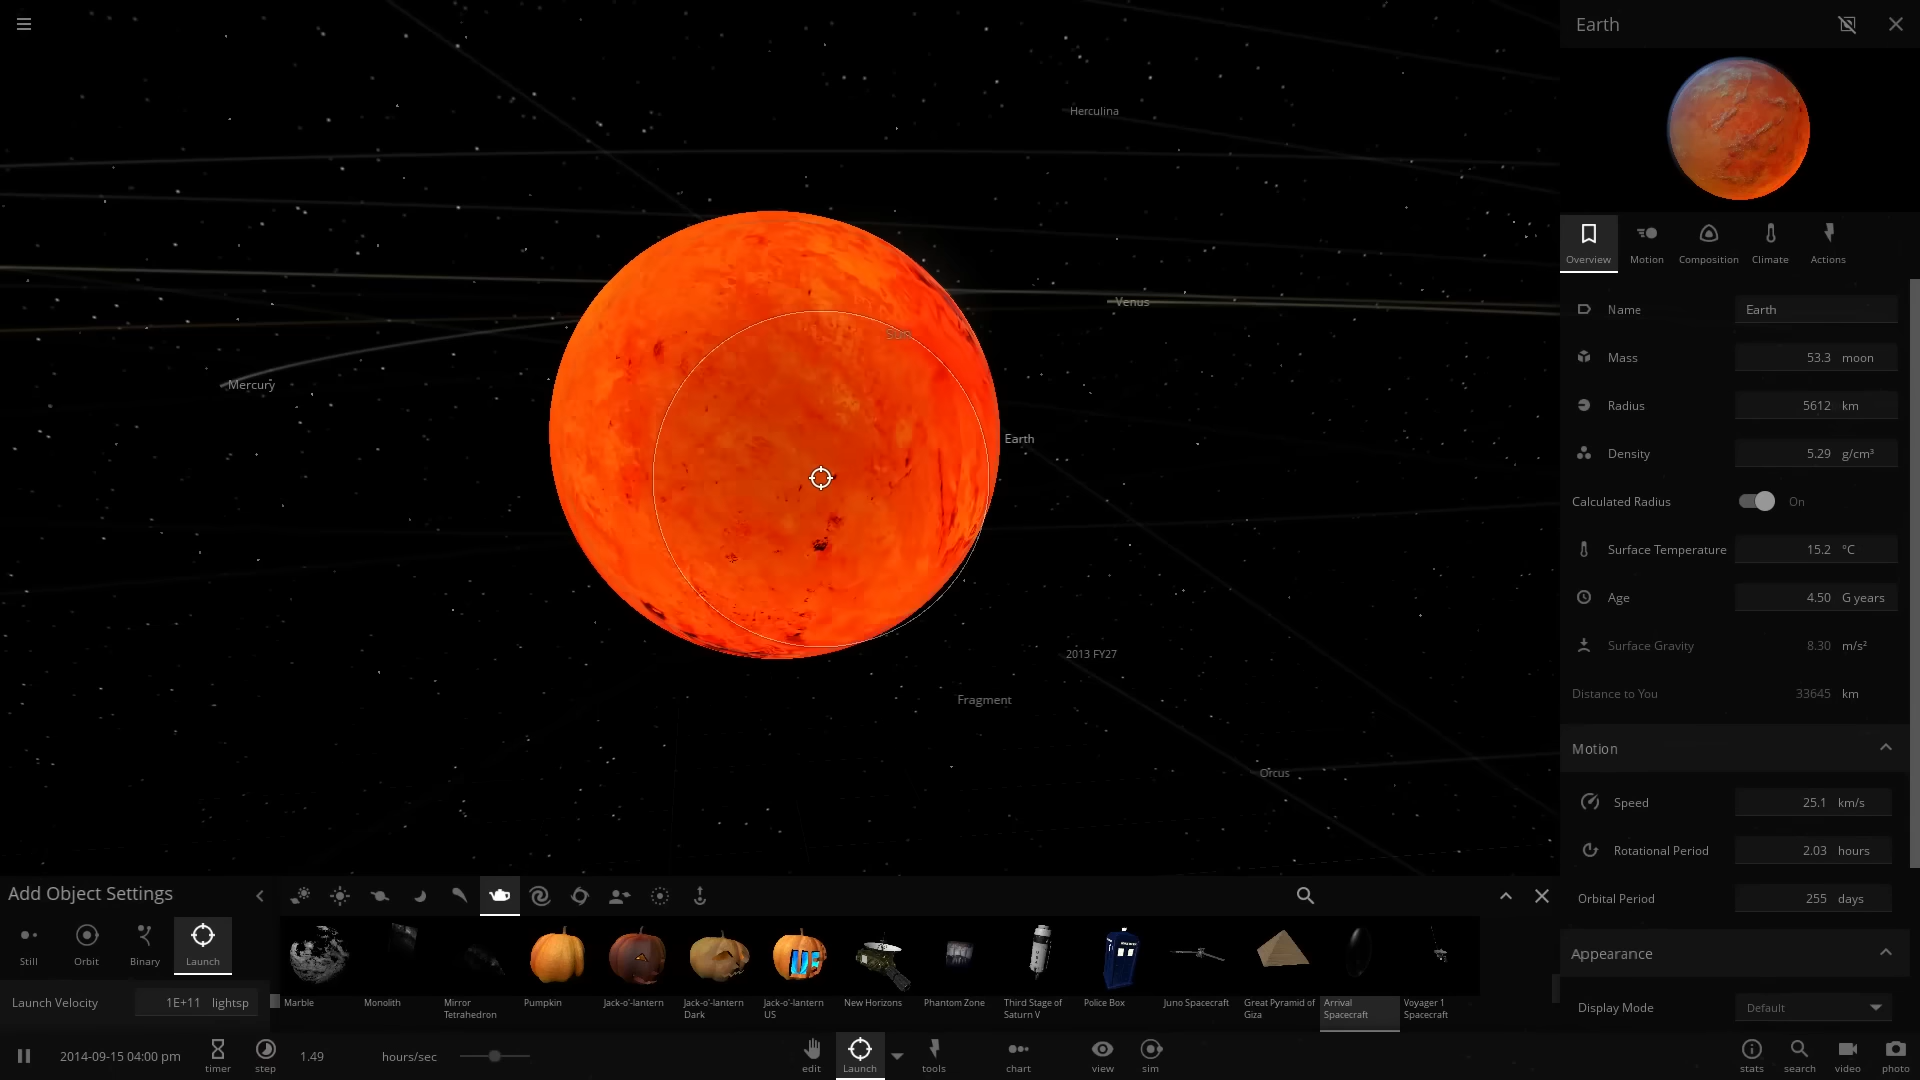 Earth
Herculina
Venus
Sun
Mercury
Earth
2013 FY27
Fragment
Orcus
Overview
Motion
Composition
Climate
Actions
Name Earth
Mass 53.3 moon
Radius 5612 km
Density 5.29 g/cm³
Calculated Radius On
Surface Temperature 15.2 °C
Age 4.50 G years
Surface Gravity 8.30 m/s²
Distance to You 33645 km
Motion
Speed 25.1 km/s
Rotational Period 2.03 hours
Orbital Period 255 days
Appearance
Display Mode Default
Add Object Settings
Still
Orbit
Binary
Launch
Launch Velocity 1E+11 lightsp
Marble
Monolith
Mirror
Tetrahedron
Pumpkin
Jack-o'-lantern
Jack-o'-lantern
Dark
Jack-o'-lantern
US
New Horizons
Phantom Zone
Third Stage of
Saturn V
Police Box
Juno Spacecraft
Great Pyramid of
Giza
Arrival
Spacecraft
Voyager 1
Spacecraft
2014-09-15 04:00 pm
timer
step
1.49 hours/sec
edit
Launch
tools
chart
view
sim
stats
search
video
photo